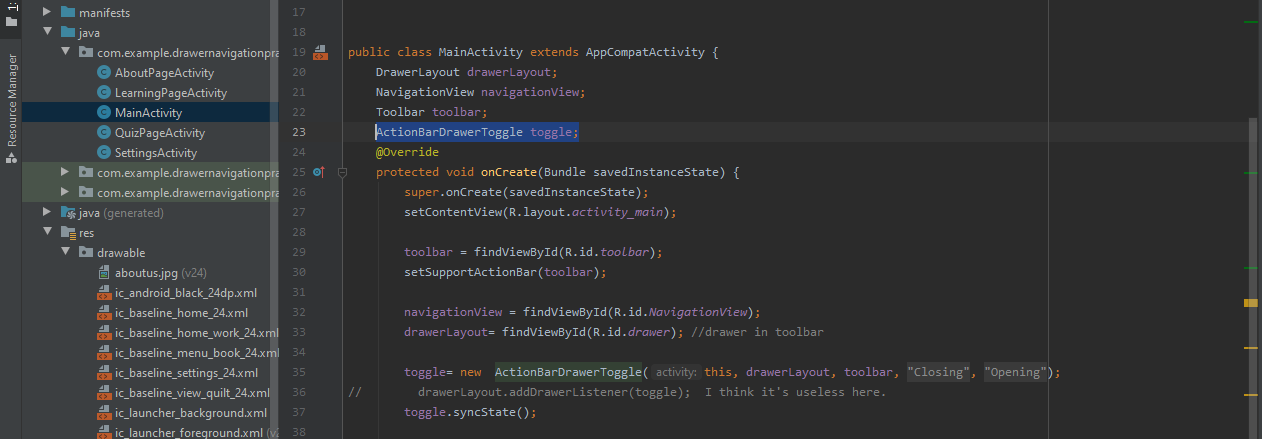 1:
Resource Manager
manifests
java
com.example.drawernavigationpra
AboutPageActivity
LearningPageActivity
MainActivity
QuizPageActivity
SettingsActivity
com.example.drawernavigationpra
com.example.drawernavigationpra
java (generated)
res
drawable
aboutus.jpg (v24)
ic_android_black_24dp.xml
ic_baseline_home_24.xml
ic_baseline_home_work_24.xml
ic_baseline_menu_book_24.xml
ic_baseline_settings_24.xml
ic_baseline_view_quilt_24.xml
ic_launcher_background.xml
ic_launcher_foreground.xml (v
17
18
19 public class MainActivity extends AppCompatActivity {
20 DrawerLayout drawerLayout;
21 NavigationView navigationView;
22 Toolbar toolbar;
23 ActionBarDrawerToggle toggle;
24 @Override
25 protected void onCreate(Bundle savedInstanceState) {
26 super.onCreate(savedInstanceState);
27 setContentView(R.layout.activity_main);
28
29 toolbar = findViewById(R.id.toolbar);
30 setSupportActionBar(toolbar);
31
32 navigationView = findViewById(R.id.NavigationView);
33 drawerLayout= findViewById(R.id.drawer); //drawer in toolbar
34
35 toggle= new ActionBarDrawerToggle( activity: this, drawerLayout, toolbar, "Closing", "Opening");
36 // drawerLayout.addDrawerListener(toggle); I think it's useless here.
37 toggle.syncState();
38